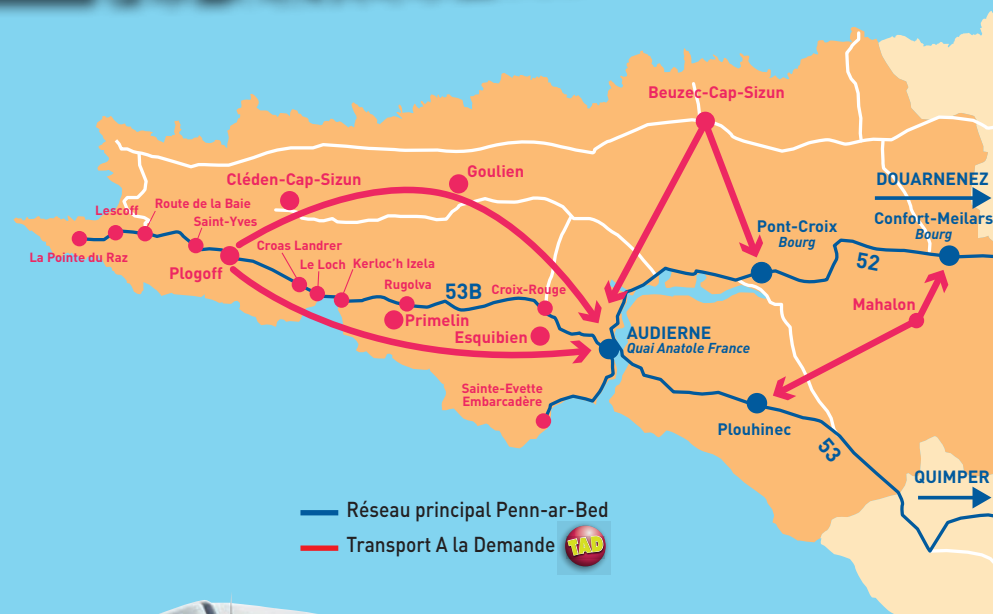 Beuzec-Cap-Sizun
Goulien
Cléden-Cap-Sizun
DOUARNENEZ
Route de la Baie
Lescoff
Saint-Yves
Confort-Meilars
Bourg
Pont-Croix
Bourg
La Pointe du Raz
Croas Landrer
Plogoff
Le Loch
Kerloc'h Izela
52
Rugolva
53B
Croix-Rouge
Mahalon
Primelin
Esquibien
AUDIERNE
Quai Anatole France
Sainte-Evette
Embarcadère
Plouhinec
53
QUIMPER
Réseau principal Penn-ar-Bed
Transport A la Demande
TAD